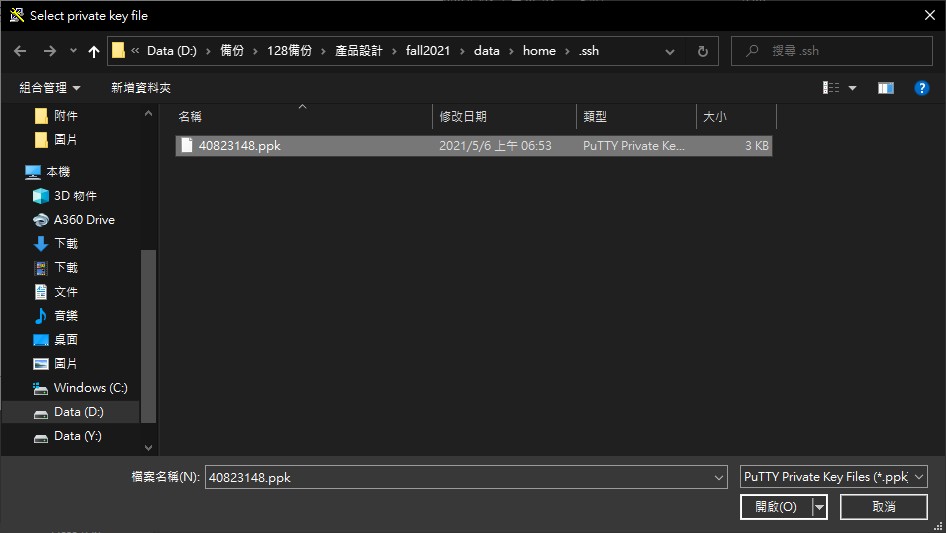 Select private key file
« Data (D:) › 備份 › 128備份 › 產品設計 › fall2021 › data › home › .ssh
搜尋 .ssh
組合管理 新增資料夾
名稱 修改日期 類型 大小
40823148.ppk 2021/5/6 上午 06:53 PuTTY Private Ke... 3 KB
附件
圖片
本機
3D 物件
A360 Drive
下載
下載
文件
音樂
桌面
圖片
Windows (C:)
Data (D:)
Data (Y:)
檔案名稱(N): 40823148.ppk PuTTY Private Key Files (*.ppk
開啟(O) 取消